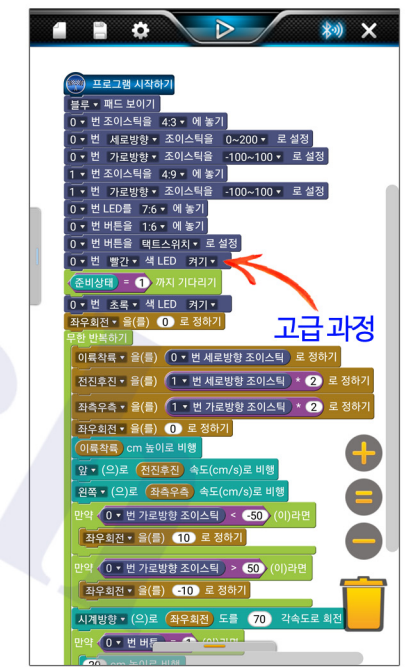 프로그램 시작하기
블루 패드 보이기
0 번 조이스틱을 4:3 에 놓기
0 번 세로방향 조이스틱을 0~200 로 설정
0 번 가로방향 조이스틱을 -100~100 로 설정
1 번 조이스틱을 4:9 에 놓기
1 번 가로방향 조이스틱을 -100~100 로 설정
0 번 LED를 7:6 에 놓기
0 번 버튼을 1:6 에 놓기
0 번 버튼을 택트스위치 로 설정
0 번 빨간 색 LED 켜기
준비상태 = 1 까지 기다리기
0 번 초록 색 LED 켜기
고급 과정
좌우회전 을(를) 0 로 정하기
무한 반복하기
이륙착륙 을(를) 0 번 세로방향 조이스틱 로 정하기
전진후진 을(를) 1 번 세로방향 조이스틱 * 2 로 정하기
좌측우측 을(를) 1 번 가로방향 조이스틱 * 2 로 정하기
좌우회전 을(를) 0 로 정하기
이륙착륙 cm 높이로 비행
앞 (으)로 전진후진 속도(cm/s)로 비행
왼쪽 (으)로 좌측우측 속도(cm/s)로 비행
만약 0 번 가로방향 조이스틱 < -50 (이)라면
좌우회전 을(를) 10 로 정하기
만약 0 번 가로방향 조이스틱 > 50 (이)라면
좌우회전 을(를) -10 로 정하기
시계방향 (으)로 좌우회전 도를 70 각속도로 회전
만약 0 번 버튼 = 1 (이)라면
-20 cm 높이로 비행